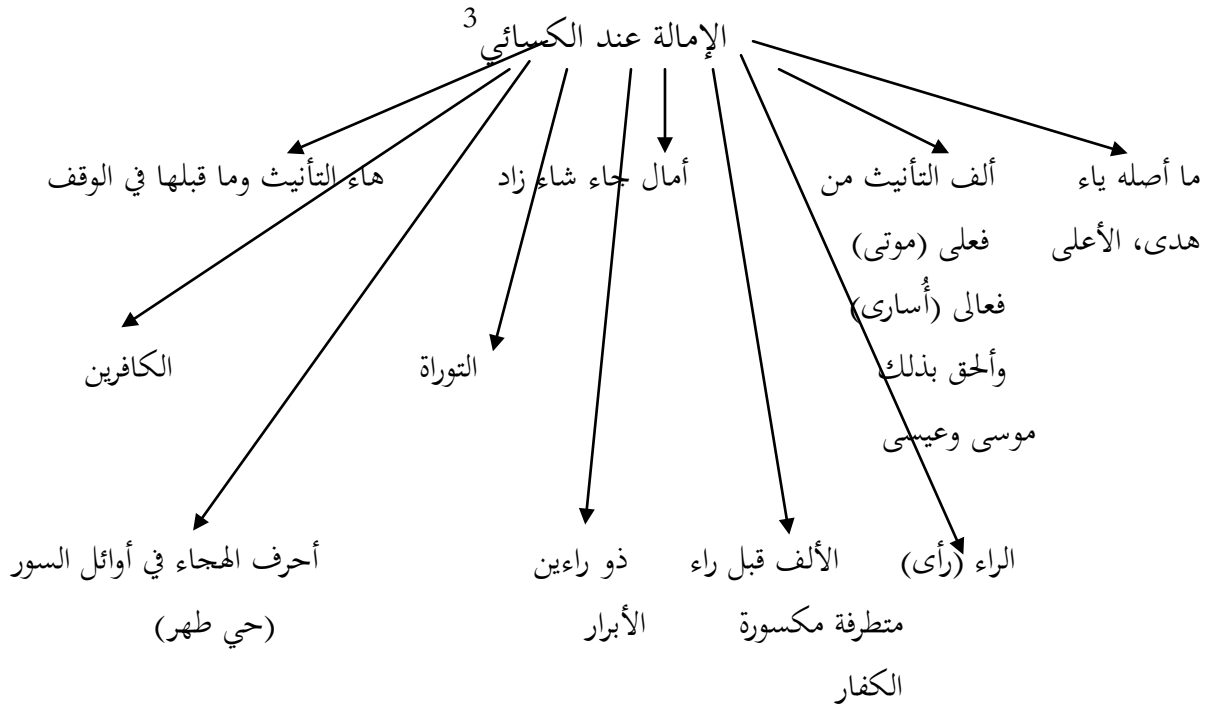 الإمالة عند الكسائي3
ما أصله ياء
هدى، الأعلى
ألف التأنيث من
فعلى (موتى)
فعالى (أُسارى)
وألحق بذلك
موسى وعيسى
أمال جاء شاء زاد
هاء التأنيث وما قبلها في الوقف
التوراة
الكافرين
الراء (رأى)
الألف قبل راء
متطرفة مكسورة
الكفار
ذو راءين
الأبرار
أحرف الهجاء في أوائل السور
(حي طهر)